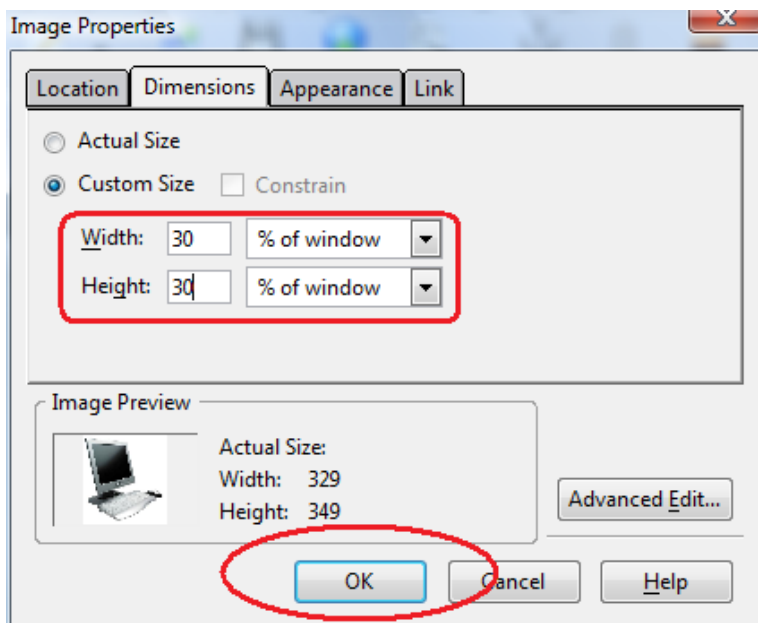 Image Properties
X
Location Dimensions Appearance Link
Actual Size
Custom Size Constrain
Width: 30 % of window
Height: 30 % of window
Image Preview
Actual Size:
Width: 329
Height: 349
Advanced Edit...
OK Cancel Help